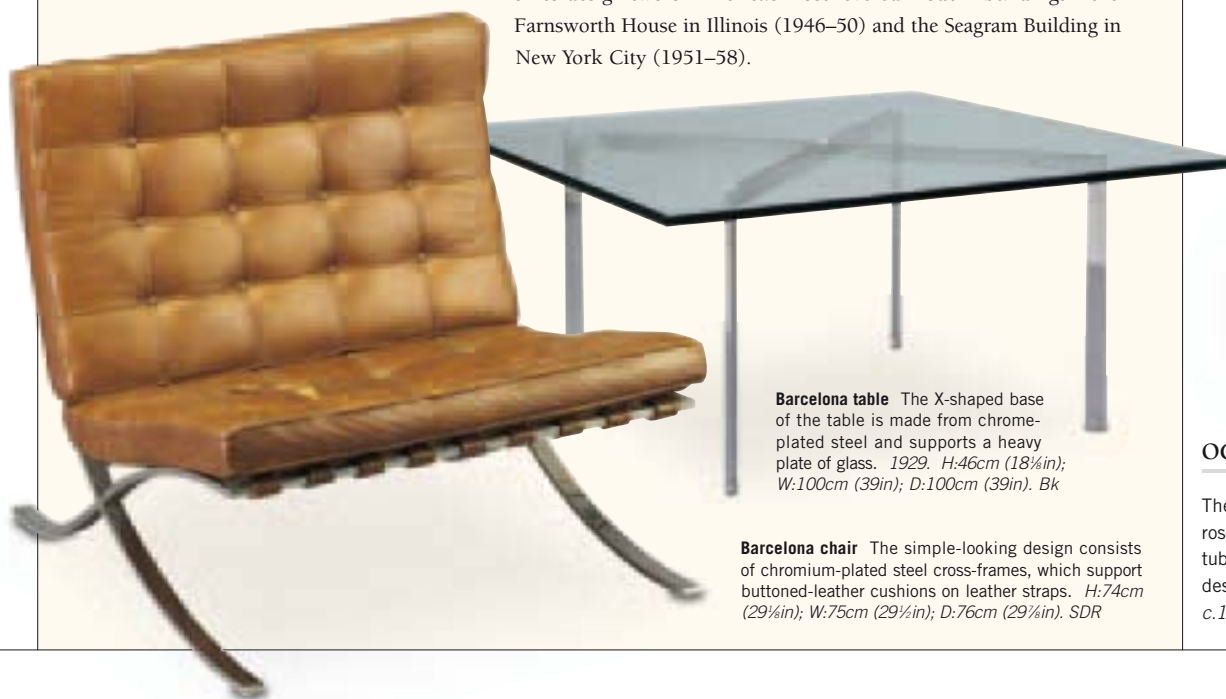 Farnsworth House in Illinois (1946–50) and the Seagram Building in
New York City (1951–58).
Barcelona table The X-shaped base
of the table is made from chrome-
plated steel and supports a heavy
plate of glass. 1929. H:46cm (18⅛in);
W:100cm (39in); D:100cm (39in). Bk
Barcelona chair The simple-looking design consists
of chromium-plated steel cross-frames, which support
buttoned-leather cushions on leather straps. H:74cm
(29⅛in); W:75cm (29½in); D:76cm (29⅞in). SDR
The